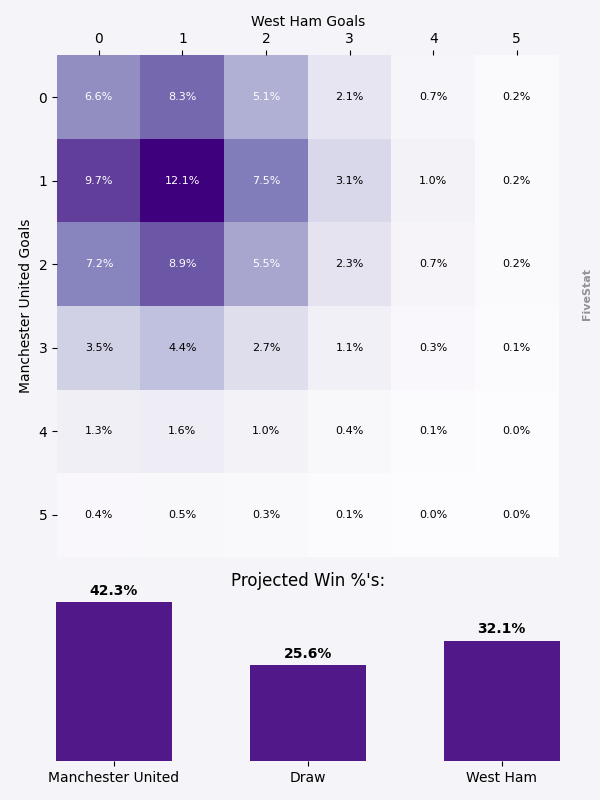 West Ham Goals
0 1 2 3 4 5
Manchester United Goals
0 6.6% 8.3% 5.1% 2.1% 0.7% 0.2%
1 9.7% 12.1% 7.5% 3.1% 1.0% 0.2%
2 7.2% 8.9% 5.5% 2.3% 0.7% 0.2%
3 3.5% 4.4% 2.7% 1.1% 0.3% 0.1%
4 1.3% 1.6% 1.0% 0.4% 0.1% 0.0%
5 0.4% 0.5% 0.3% 0.1% 0.0% 0.0%
FiveStat
Projected Win %'s:
42.3% 25.6% 32.1%
Manchester United Draw West Ham